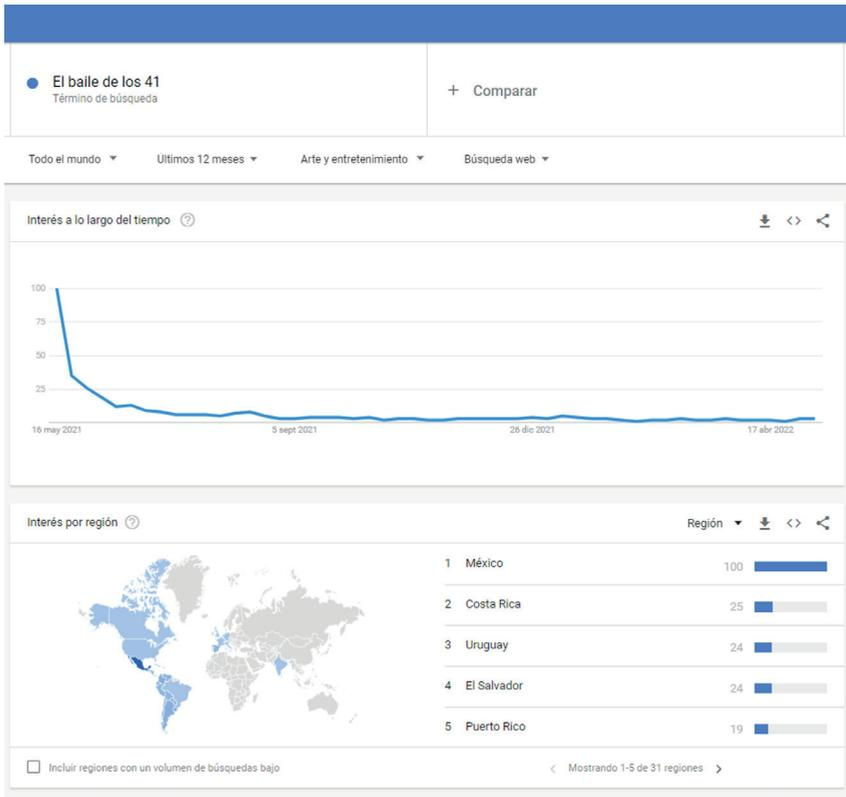 El baile de los 41
Término de búsqueda
+ Comparar
Todo el mundo
Últimos 12 meses
Arte y entretenimiento
Búsqueda web
Interés a lo largo del tiempo
100
75
50
25
16 may 2021
5 sept 2021
26 dic 2021
17 abr 2022
Interés por región
Región
1 México 100
2 Costa Rica 25
3 Uruguay 24
4 El Salvador 24
5 Puerto Rico 19
Incluir regiones con un volumen de búsquedas bajo
Mostrando 1-5 de 31 regiones